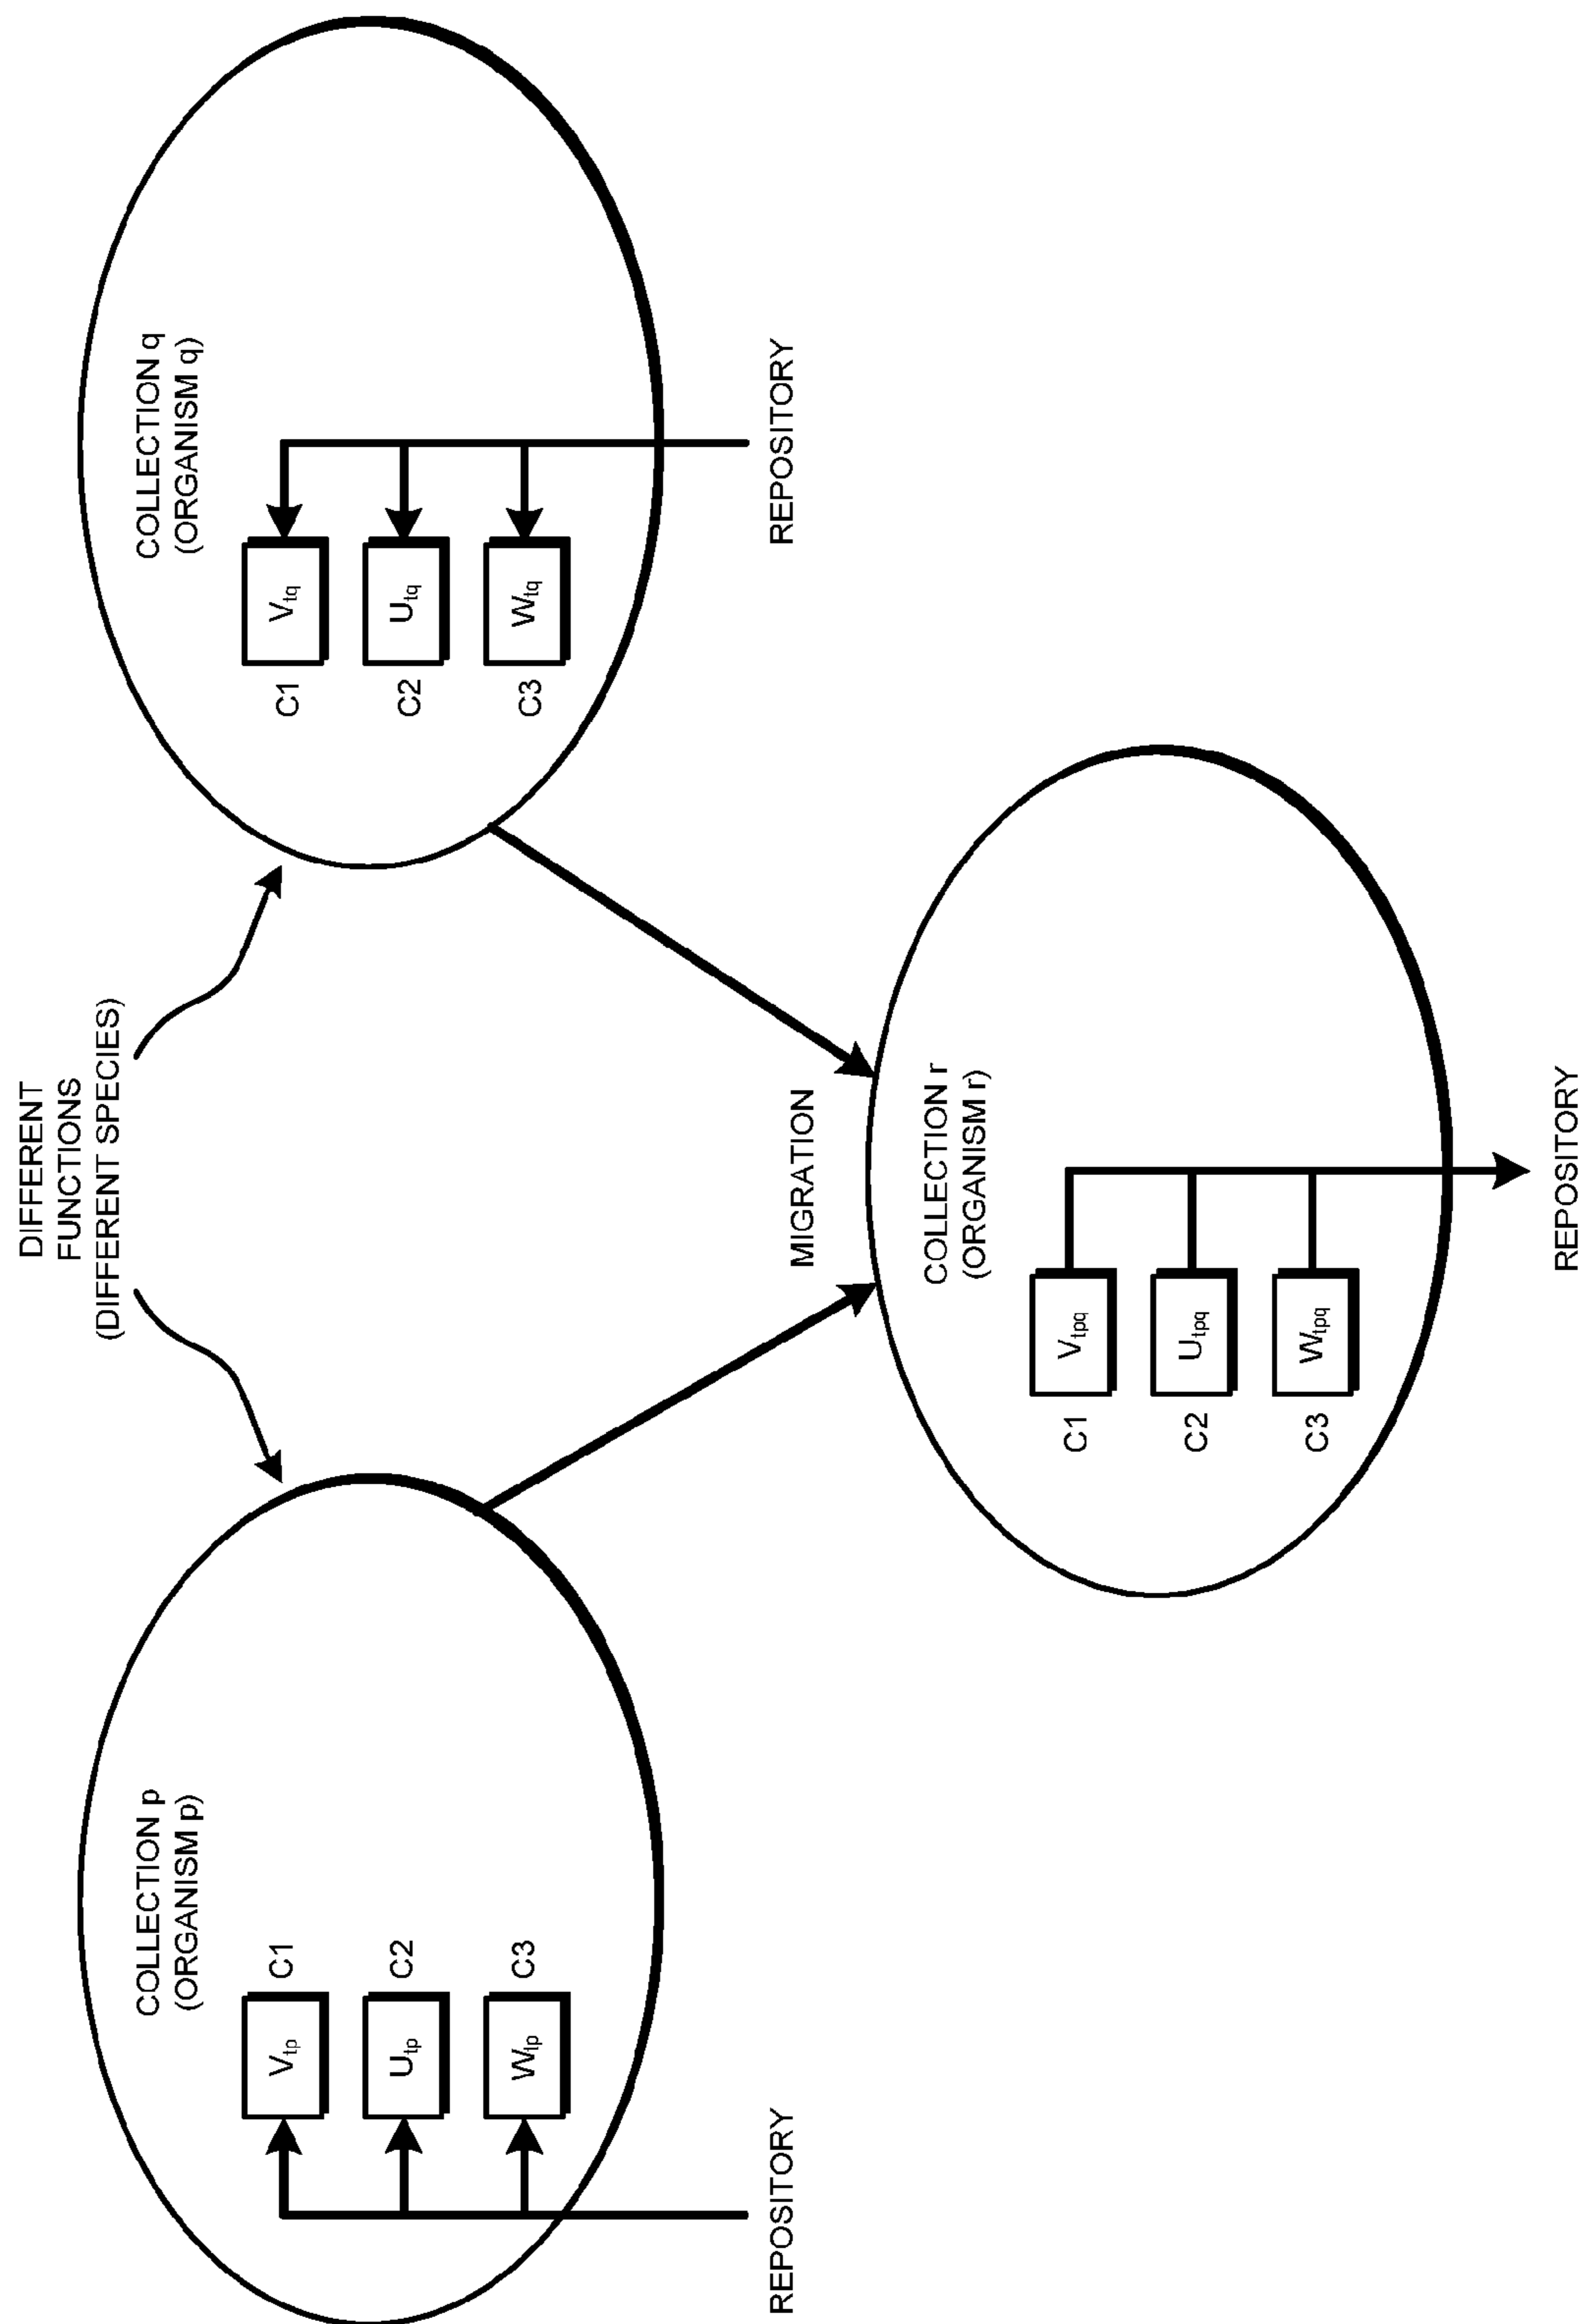 DIFFERENT
FUNCTIONS
(DIFFERENT SPECIES)
COLLECTION p
(ORGANISM p)
V_tp C1
U_tp C2
W_tp C3
REPOSITORY
COLLECTION q
(ORGANISM q)
C1 V_tq
C2 U_tq
C3 W_tq
REPOSITORY
MIGRATION
COLLECTION r
(ORGANISM r)
C1 V_tpq
C2 U_tpq
C3 W_tpq
REPOSITORY